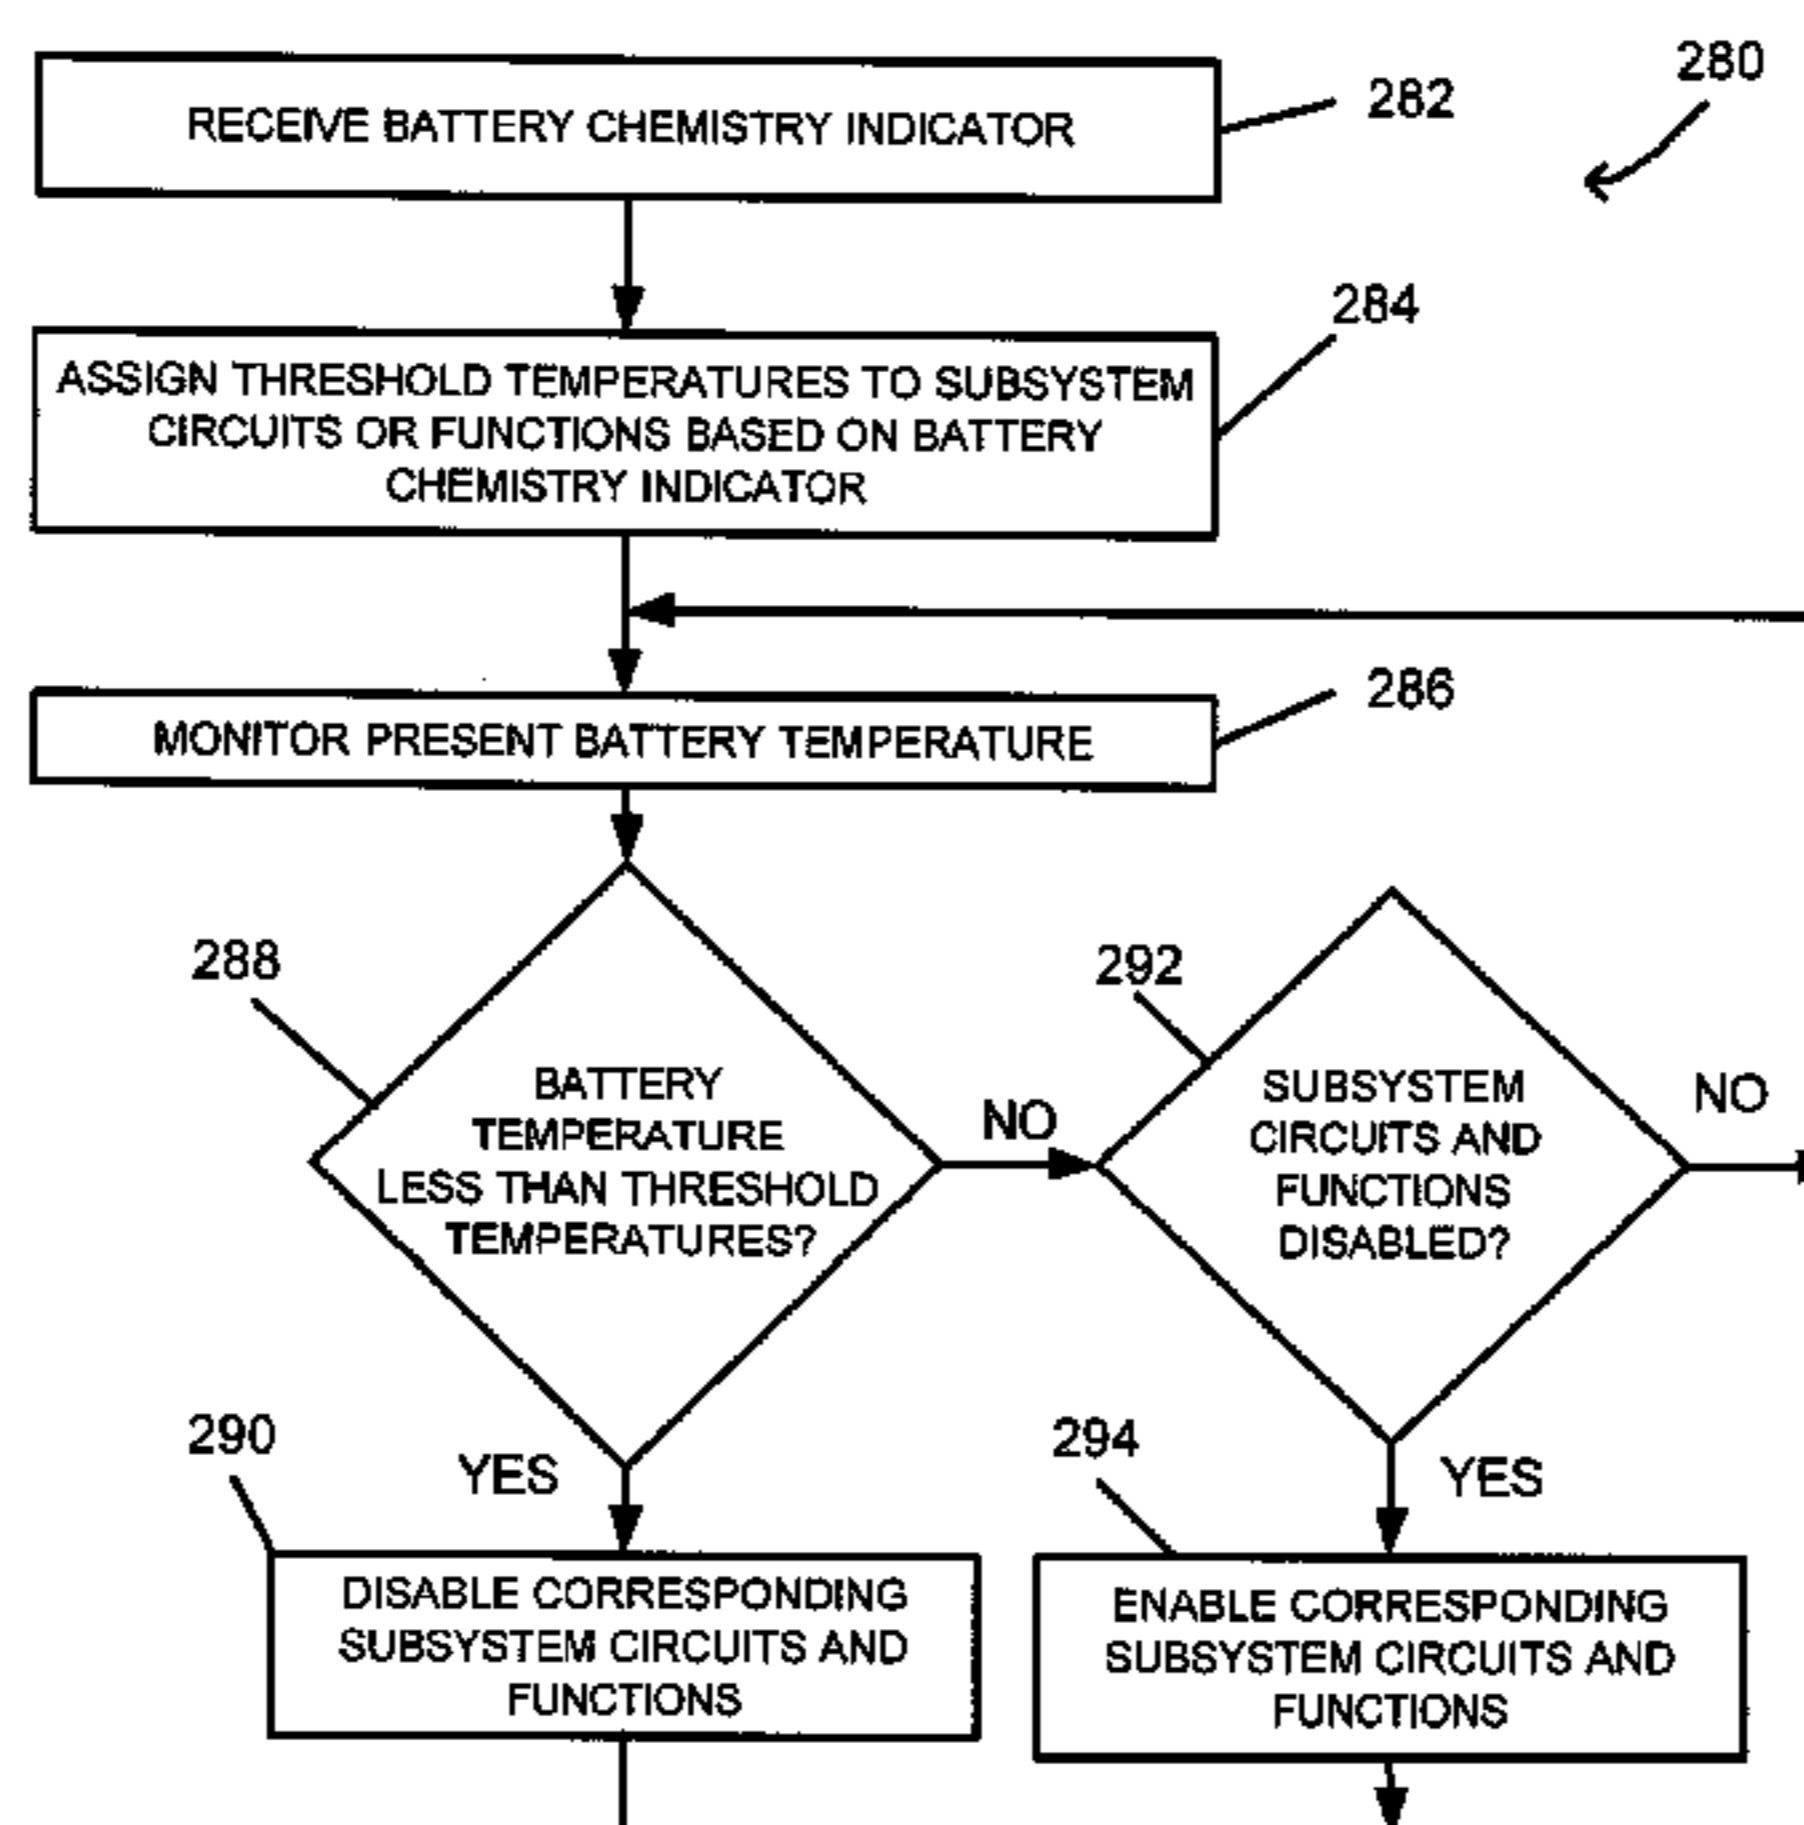 280
RECEIVE BATTERY CHEMISTRY INDICATOR
282
284
ASSIGN THRESHOLD TEMPERATURES TO SUBSYSTEM
CIRCUITS OR FUNCTIONS BASED ON BATTERY
CHEMISTRY INDICATOR
286
MONITOR PRESENT BATTERY TEMPERATURE
288
BATTERY
TEMPERATURE
LESS THAN THRESHOLD
TEMPERATURES?
NO
292
SUBSYSTEM
CIRCUITS AND
FUNCTIONS
DISABLED?
NO
290
YES
DISABLE CORRESPONDING
SUBSYSTEM CIRCUITS AND
FUNCTIONS
294
YES
ENABLE CORRESPONDING
SUBSYSTEM CIRCUITS AND
FUNCTIONS